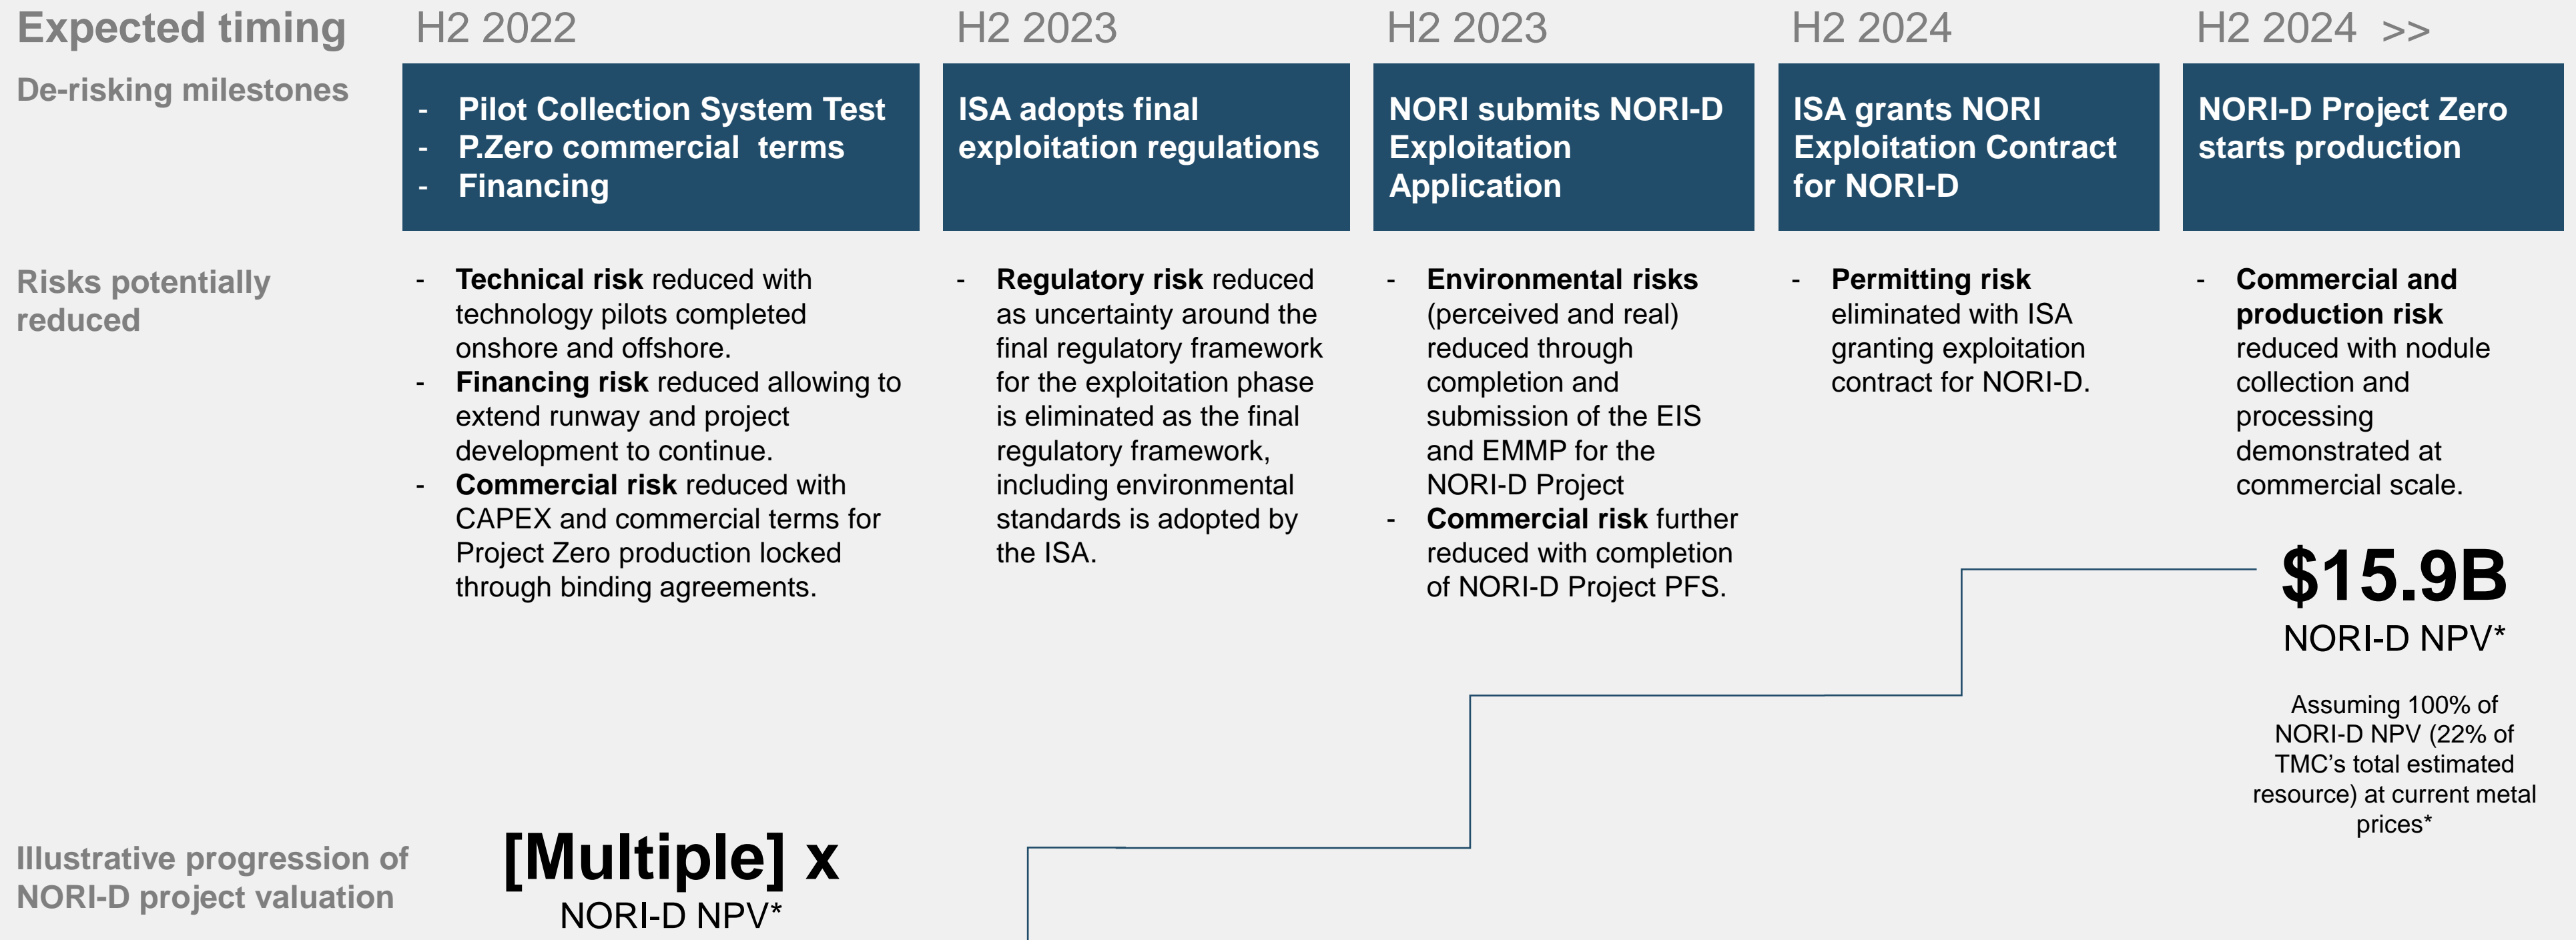 Expected timing
H2 2022
H2 2023
H2 2023
H2 2024
H2 2024 >>
De-risking milestones
- Pilot Collection System Test
- P.Zero commercial terms
- Financing
ISA adopts final
exploitation regulations
NORI submits NORI-D
Exploitation
Application
ISA grants NORI
Exploitation Contract
for NORI-D
NORI-D Project Zero
starts production
Risks potentially
reduced
- Technical risk reduced with
technology pilots completed
onshore and offshore.
- Financing risk reduced allowing to
extend runway and project
development to continue.
- Commercial risk reduced with
CAPEX and commercial terms for
Project Zero production locked
through binding agreements.
- Regulatory risk reduced
as uncertainty around the
final regulatory framework
for the exploitation phase
is eliminated as the final
regulatory framework,
including environmental
standards is adopted by
the ISA.
- Environmental risks
(perceived and real)
reduced through
completion and
submission of the EIS
and EMMP for the
NORI-D Project
- Commercial risk further
reduced with completion
of NORI-D Project PFS.
- Permitting risk
eliminated with ISA
granting exploitation
contract for NORI-D.
- Commercial and
production risk
reduced with nodule
collection and
processing
demonstrated at
commercial scale.
$15.9B
NORI-D NPV*
Assuming 100% of
NORI-D NPV (22% of
TMC’s total estimated
resource) at current metal
prices*
Illustrative progression of
NORI-D project valuation
[Multiple] x
NORI-D NPV*